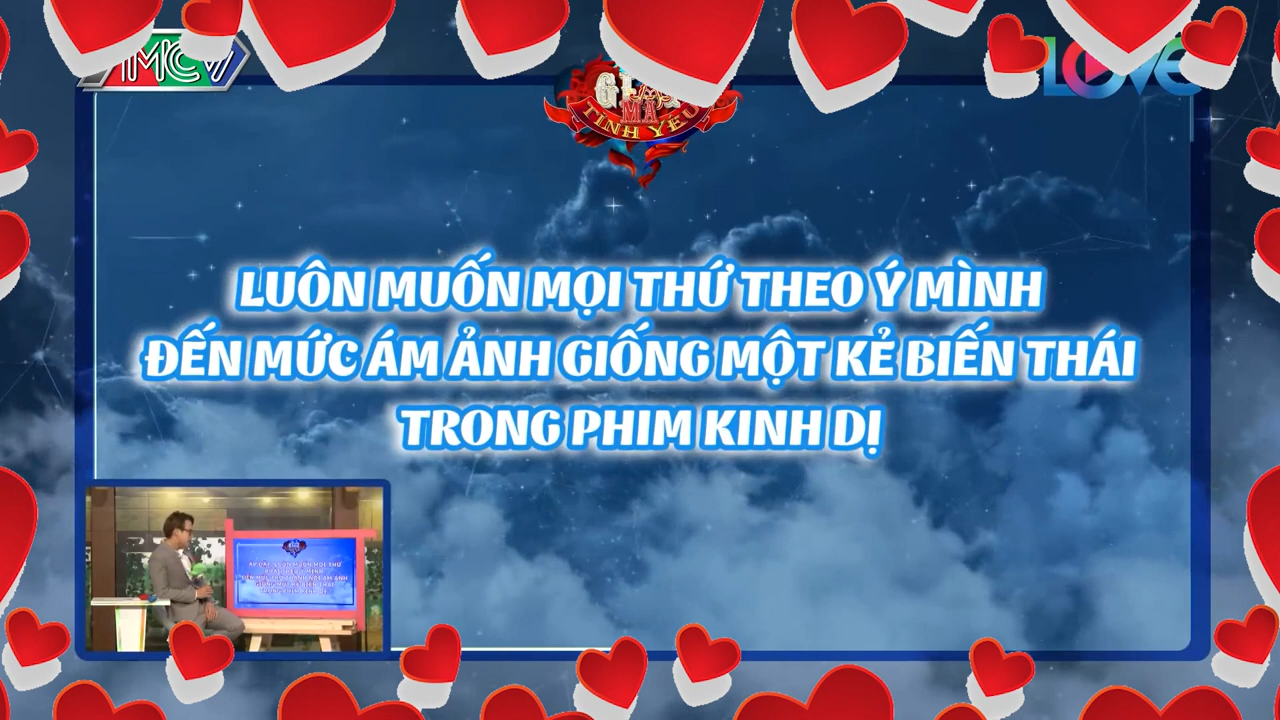 MCV
LOVE
MÃ
TÌNH YÊU
LUÔN MUỐN MỌI THỨ THEO Ý MÌNH
ĐẾN MỨC ÁM ẢNH GIỐNG MỘT KẺ BIẾN THÁI
TRONG PHIM KINH DỊ